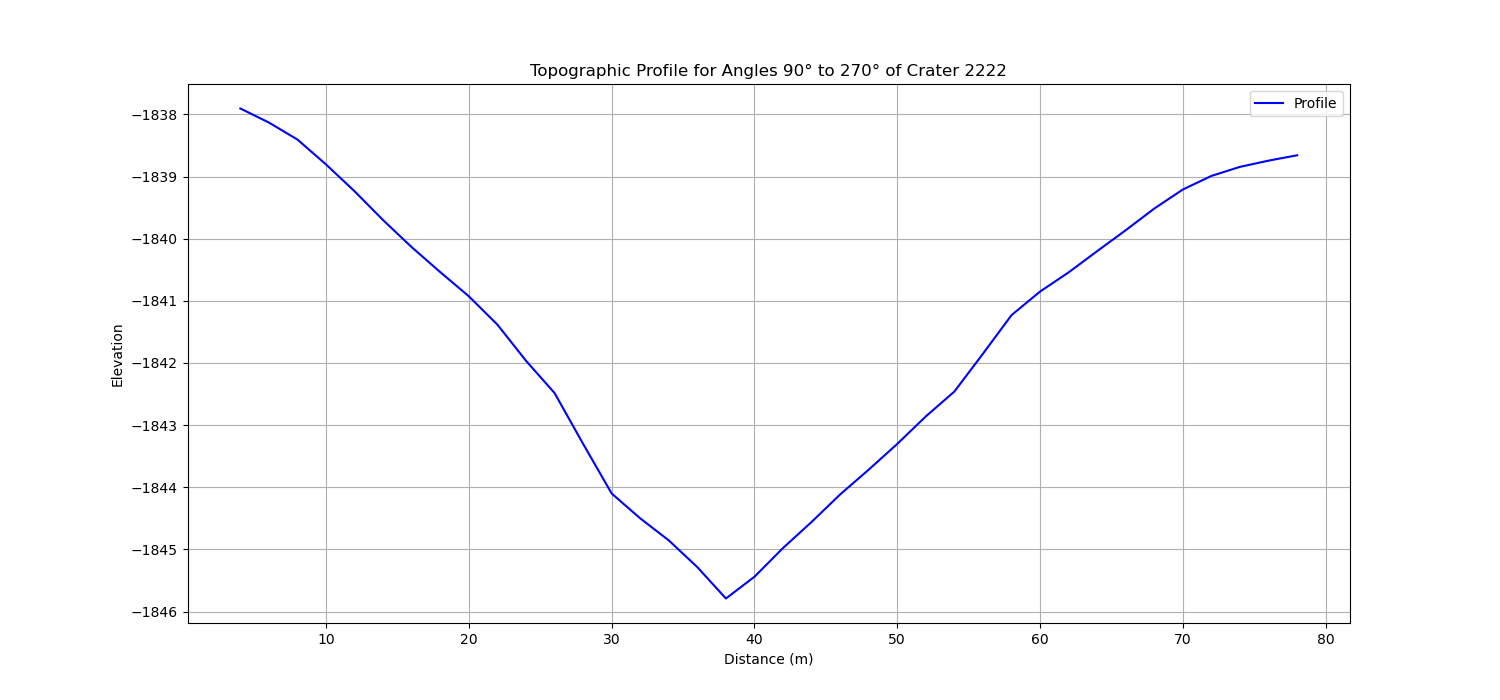 Topographic Profile for Angles 90° to 270° of Crater 2222
Profile
−1838
−1839
−1840
−1841
−1842
−1843
−1844
−1845
−1846
Elevation
10 20 30 40 50 60 70 80
Distance (m)